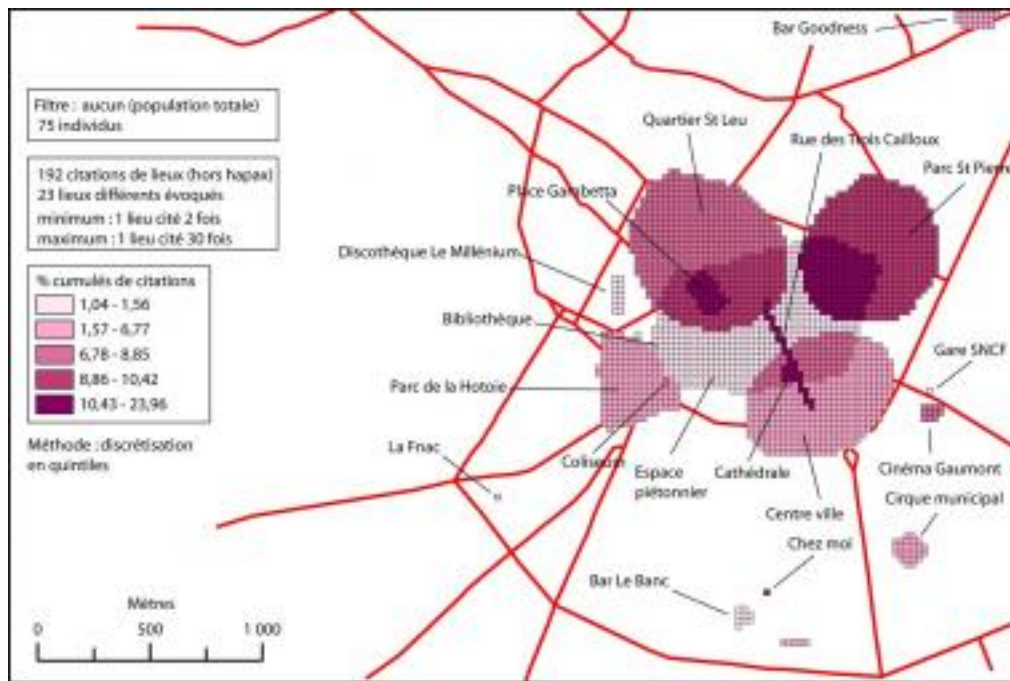 Bar Goodness
Filtre : aucun (population totale)
75 individus
Quartier St Leu
Rue des Trois Cailloux
Parc St Pierre
192 citations de lieux (hors hapax)
23 lieux différents évoqués
minimum : 1 lieu cité 2 fois
maximum : 1 lieu cité 30 fois
Place Gambetta
Discothèque Le Millénium
% cumulés de citations
1,04 - 1,56
1,57 - 6,77
6,78 - 8,85
8,86 - 10,42
10,43 - 23,96
Bibliothèque
Gare SNCF
Parc de la Hotoie
Méthode : discrétisation
en quintiles
La Fnac
Coliseum
Espace
piétonnier
Cathédrale
Cinéma Gaumont
Centre ville
Cirque municipal
Chez moi
Bar Le Banc
Mètres
0 500 1 000